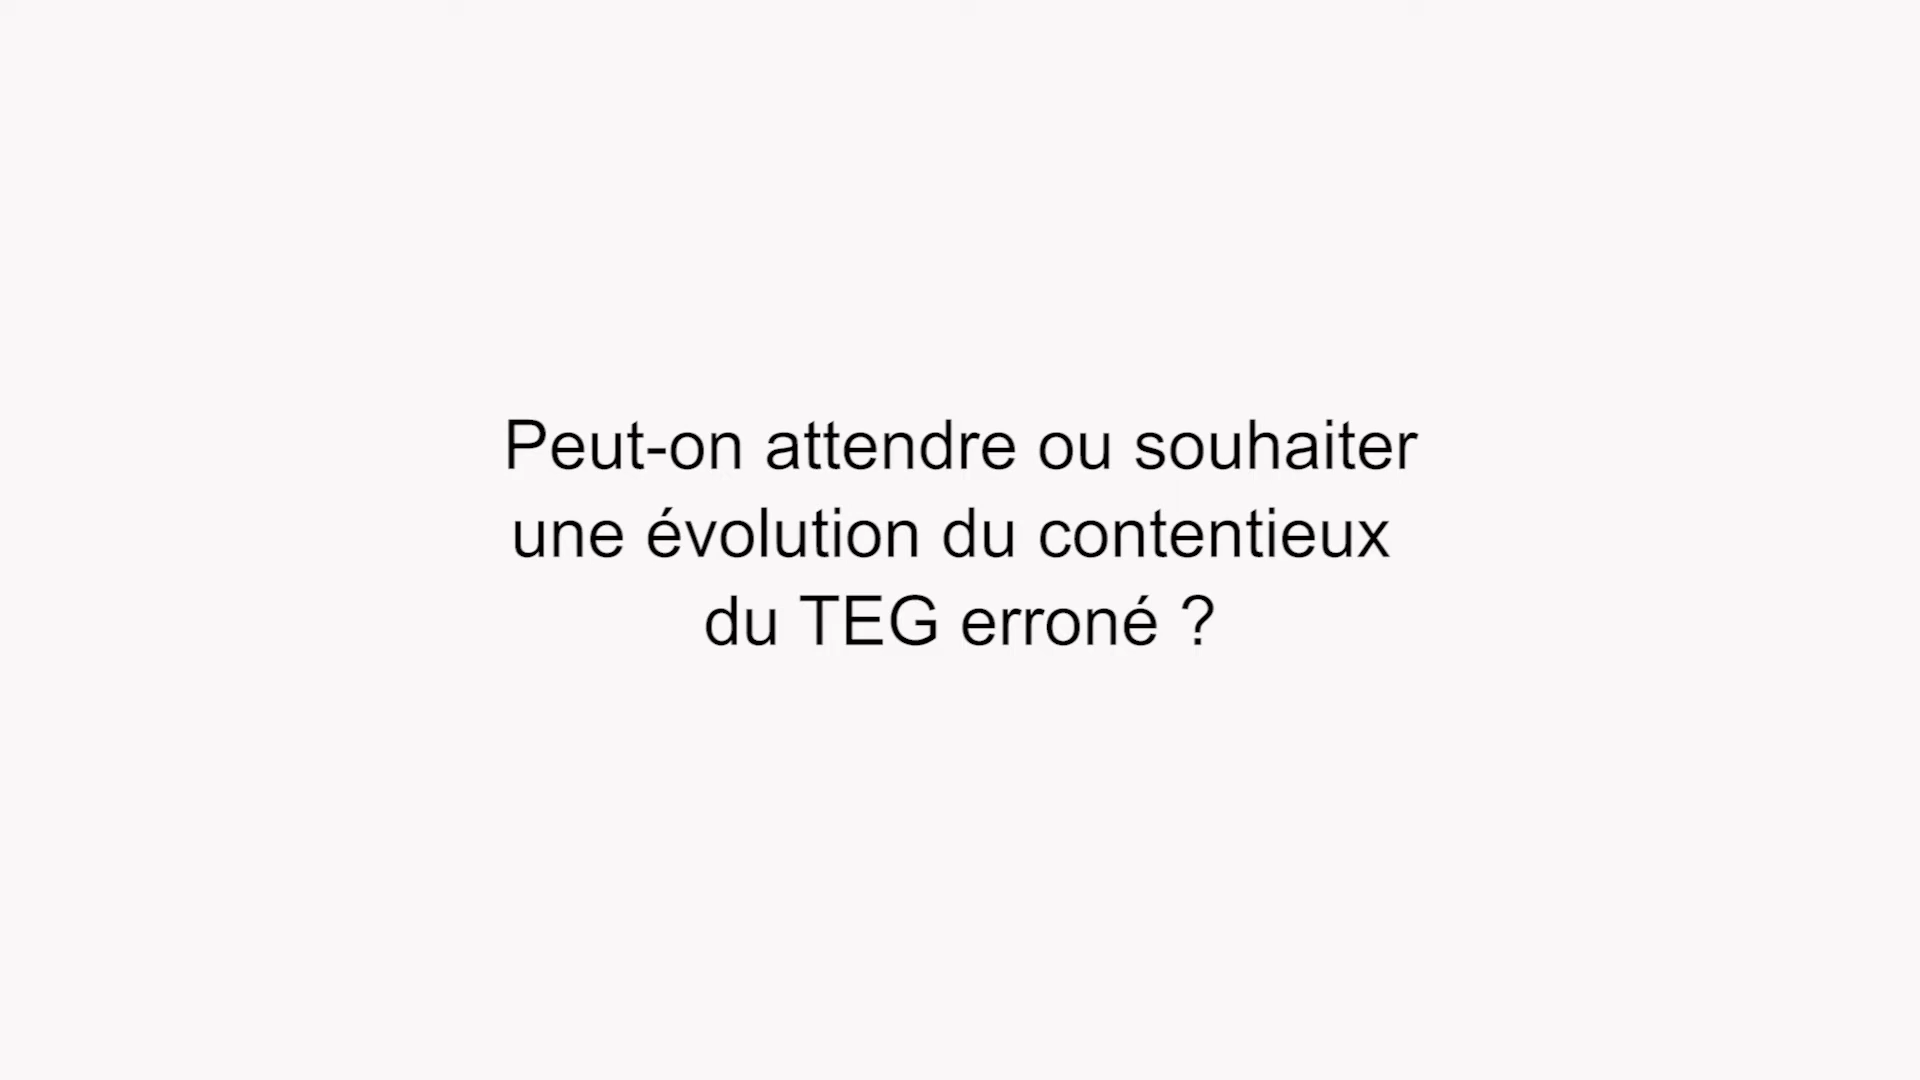 Peut-on attendre ou souhaiter
une évolution du contentieux
du TEG erroné ?